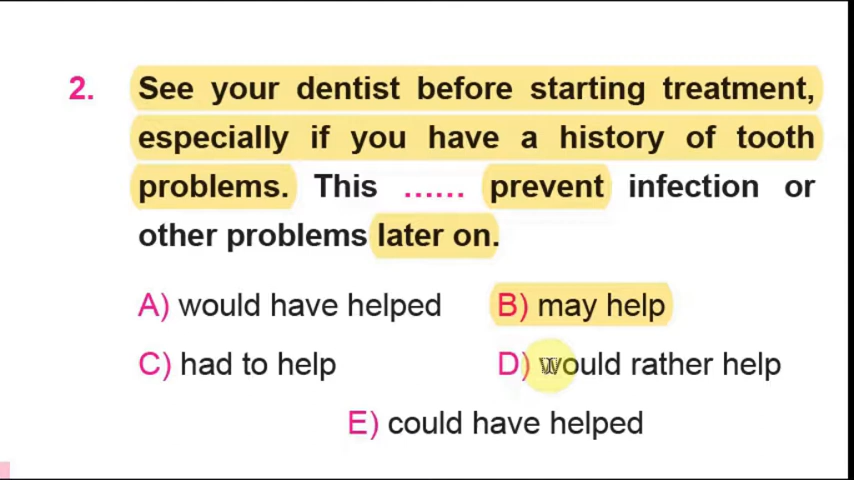 2. See your dentist before starting treatment,
especially if you have a history of tooth
problems. This ...... prevent infection or
other problems later on.
A) would have helped B) may help
C) had to help D) would rather help
E) could have helped